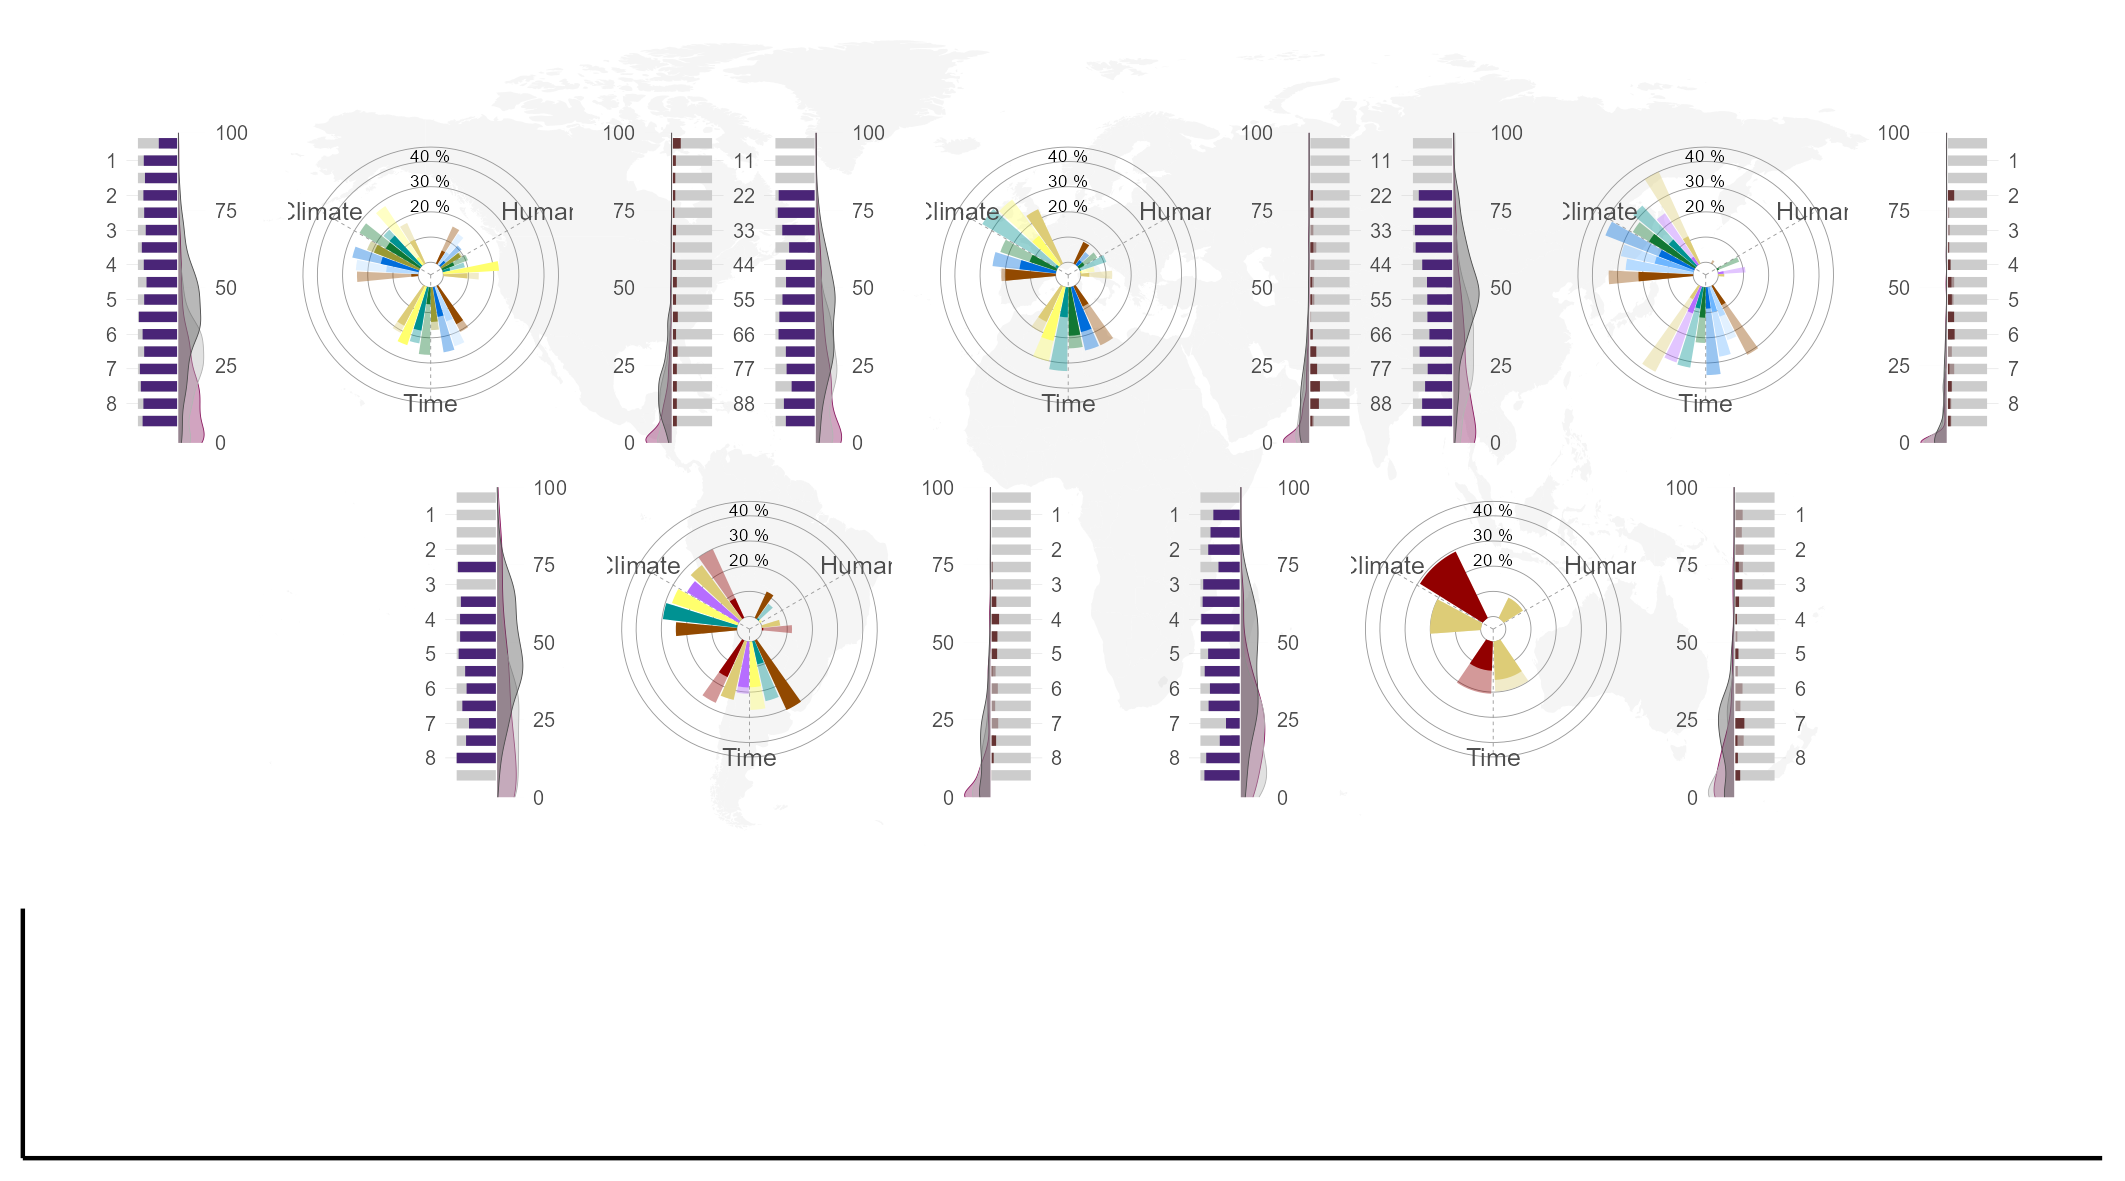 100 100 100 100 100 100
1 40 % 11 40 % 11 40 % 1
30 % 30 % 30 %
2 20 % 22 20 % 22 20 % 2
75 Climate Human 75 75 Climate Human 75 75 Climate Human 75
3 33 33 3
4 44 44 4
50 50 50 50 50 50
5 55 55 5
6 66 66 6
25 25 25 25 25 25
7 77 77 7
8 Time 88 Time 88 Time 8
0 0 0 0 0 0
100 100 100 100
1 40 % 1 1 40 % 1
30 % 30 %
2 20 % 2 2 20 % 2
75 Climate Human 75 75 Climate Human 75
3 3 3 3
4 4 4 4
50 50 50 50
5 5 5 5
6 6 6 6
25 25 25 25
7 7 7 7
8 Time 8 8 Time 8
0 0 0 0